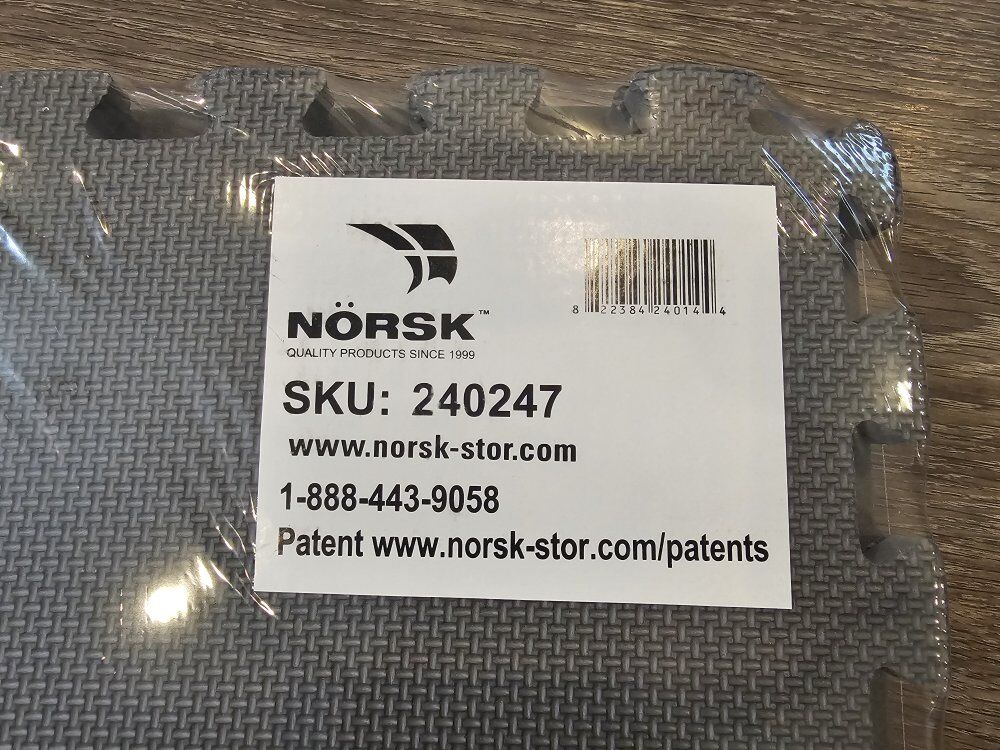 NÖRSK™
QUALITY PRODUCTS SINCE 1999
8 22384 24014 4
SKU: 240247
www.norsk-stor.com
1-888-443-9058
Patent www.norsk-stor.com/patents